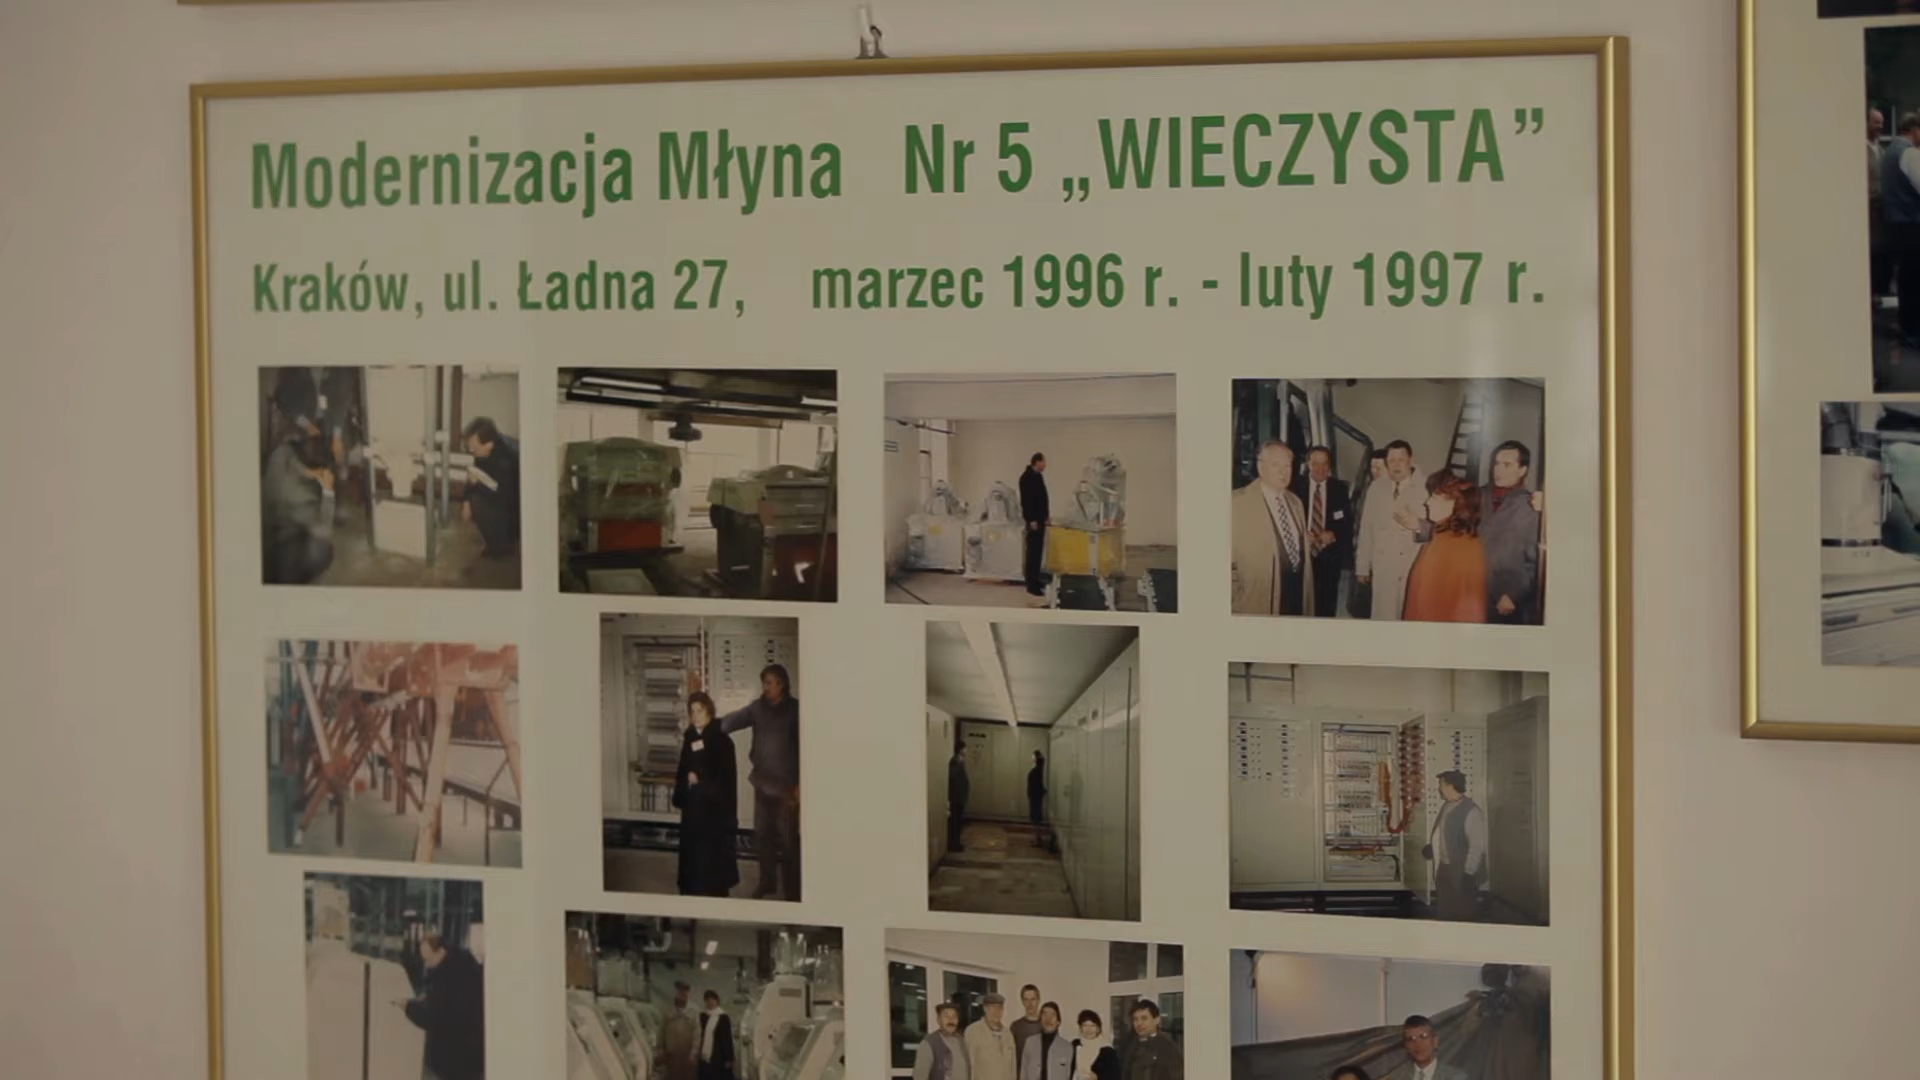 Modernizacja Młyna Nr 5 „WIECZYSTA”
Kraków, ul. Ładna 27, marzec 1996 r. - luty 1997 r.